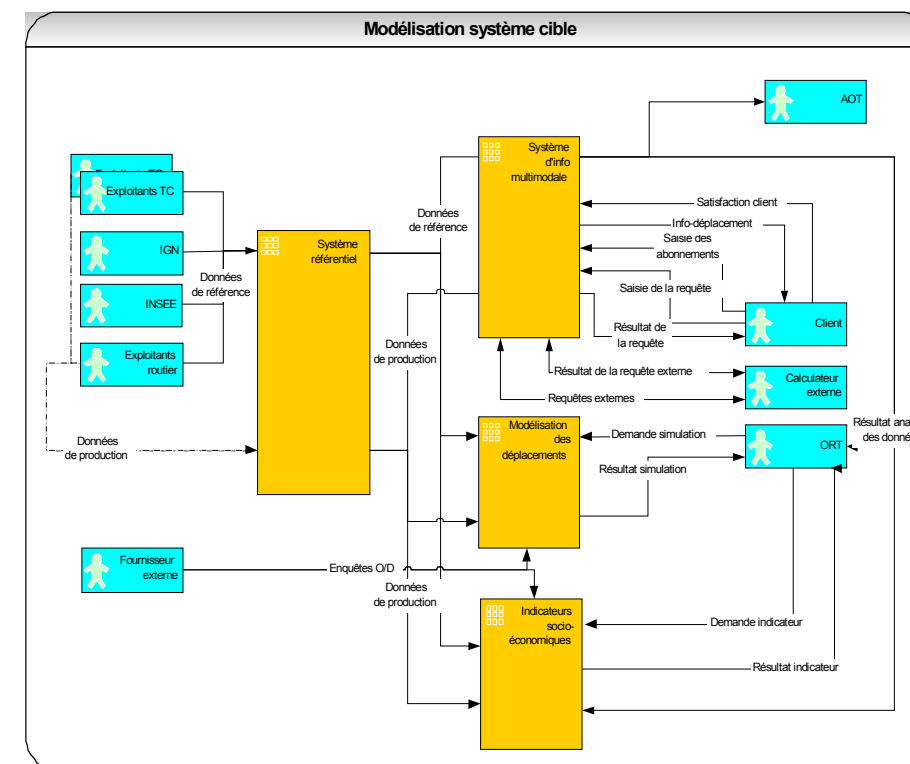 Modélisation système cible
AOT
Système
d'info
multimodale
Exploitants TC
Satisfaction client
Données
de référence
Info-déplacement
Saisie des
abonnements
IGN
Système
référentiel
Données
de référence
Saisie de la requête
INSEE
Client
Résultat de
la requête
Données
de production
Exploitants
routier
Résultat de la requête externe
Calculateur
externe
Requêtes externes
Modélisation
des
déplacements
Demande simulation
Résultat
des
ORT
Données
de production
Résultat simulation
Fournisseur
externe
Enquêtes O/D
Données
de production
Indicateurs
socio-
économiques
Demande indicateur
Résultat indicateur